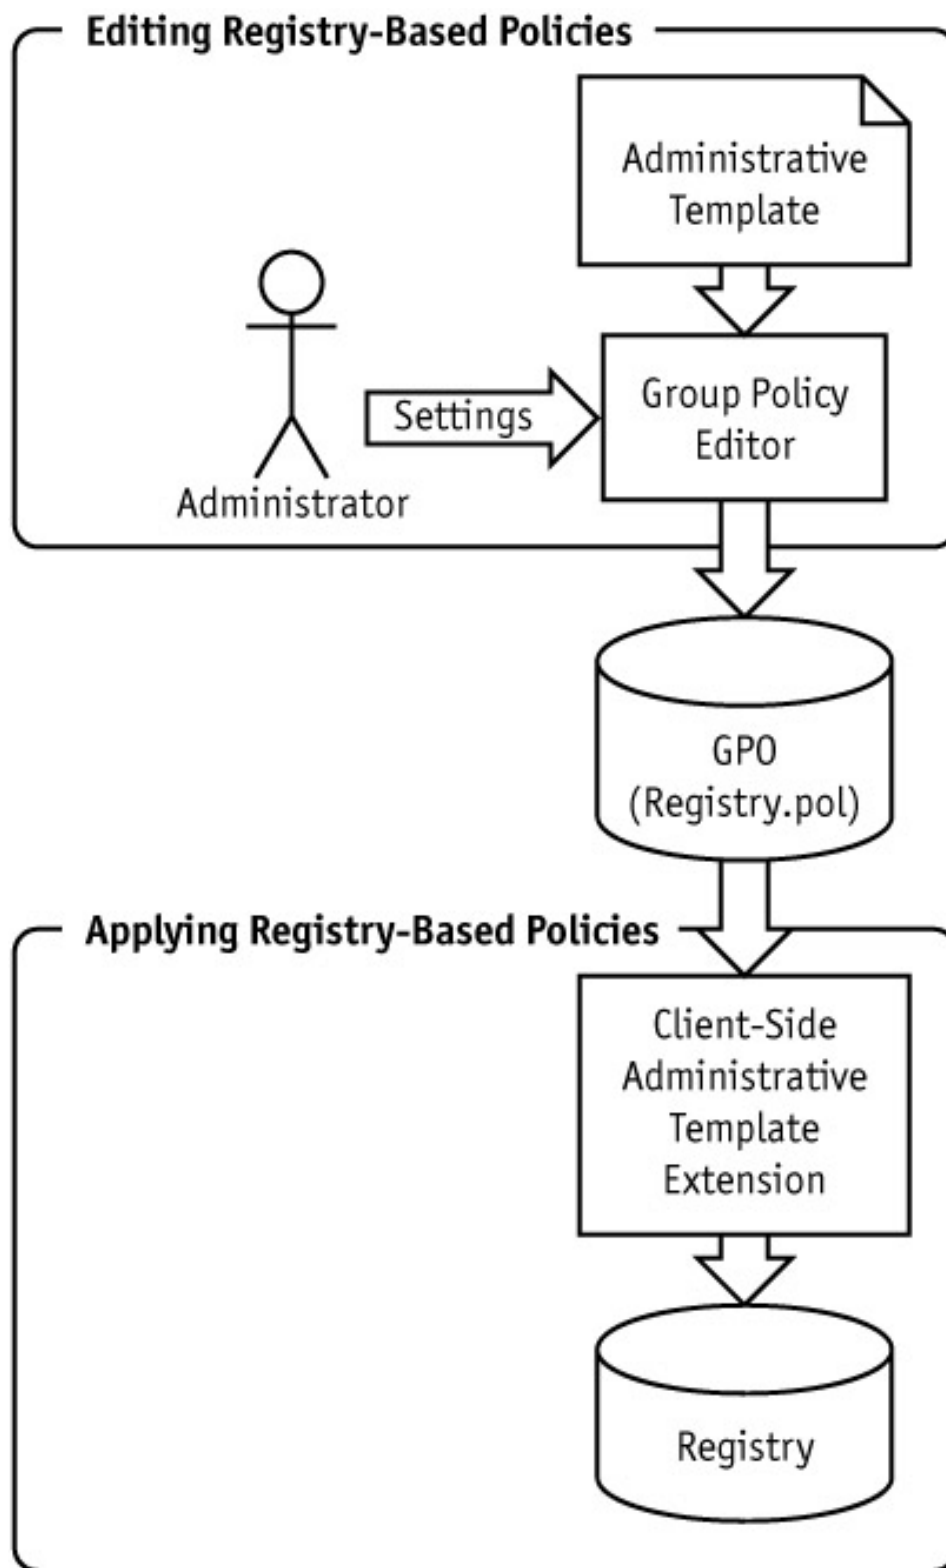 Editing Registry-Based Policies
Administrative
Template
Settings
Group Policy
Editor
Administrator
GPO
(Registry.pol)
Applying Registry-Based Policies
Client-Side
Administrative
Template
Extension
Registry